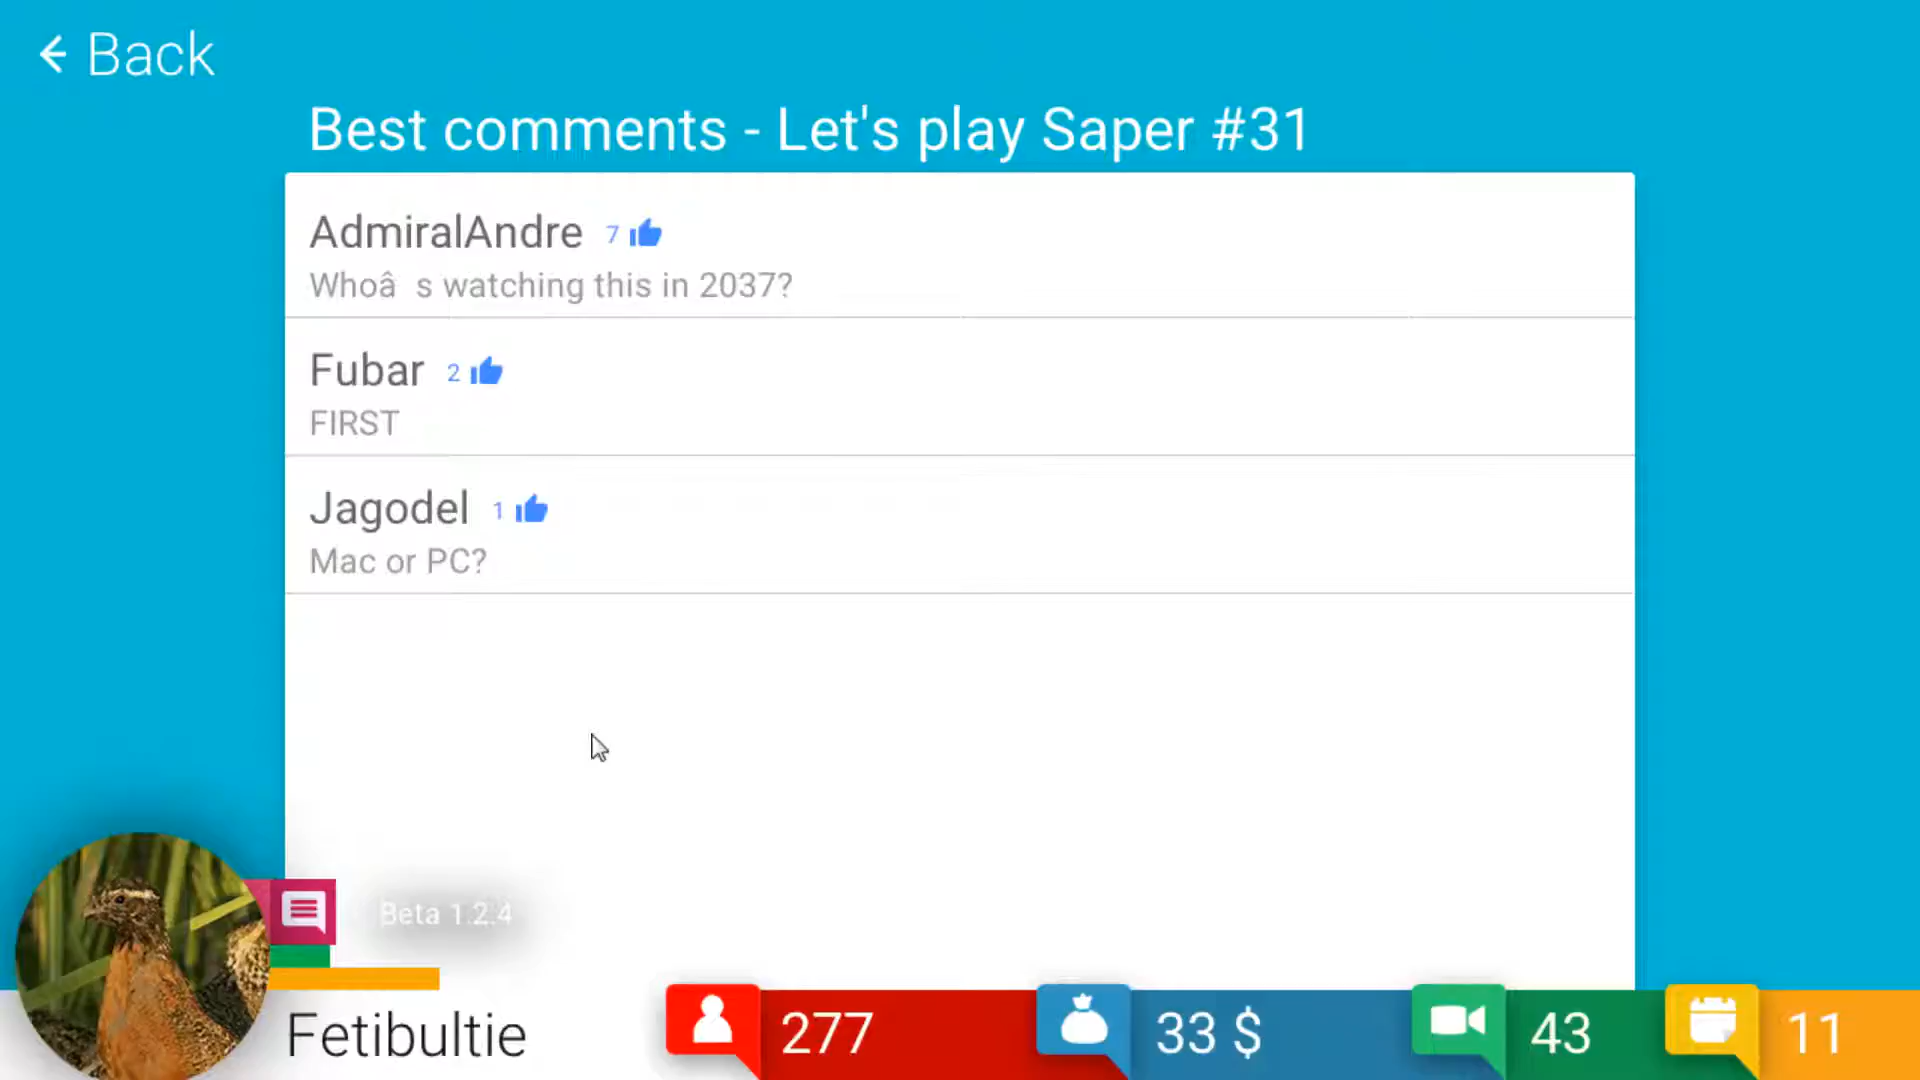 Back
Best comments - Let's play Saper #31
AdmiralAndre 7
Whoâ s watching this in 2037?
Fubar 2
FIRST
Jagodel 1
Mac or PC?
Beta 1.2.4
Fetibultie
277
33 $
43
11